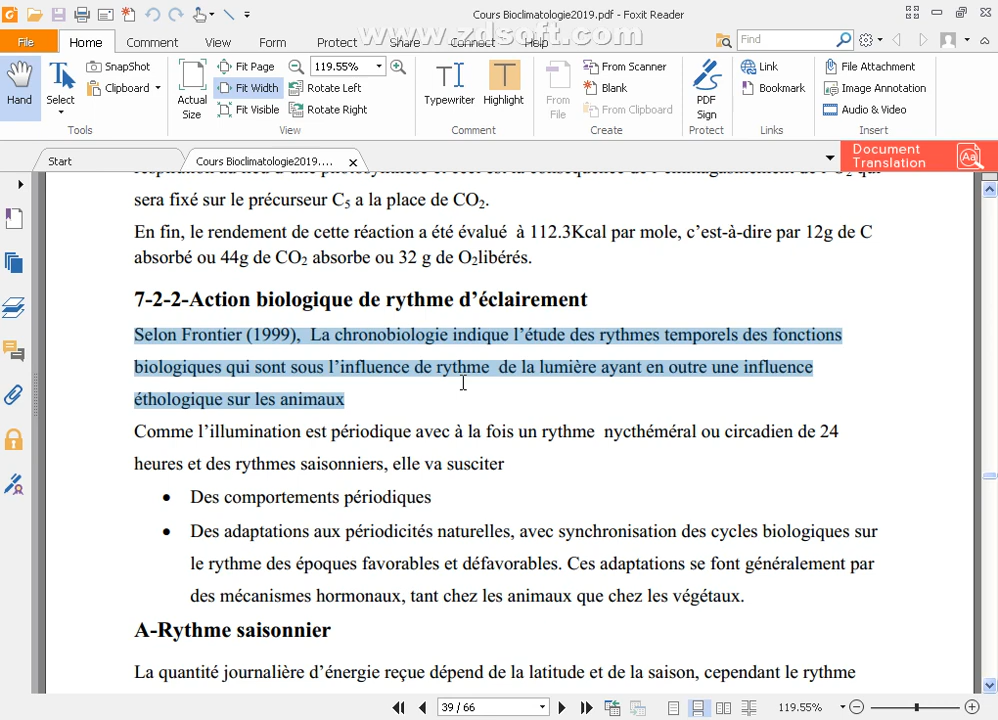 Cours Bioclimatologie2019.pdf - Foxit Reader
www.zdsoft.com
File Home Comment View Form Protect Share Connect Help Find
Hand
Select
SnapShot
Clipboard
Tools
Actual Size
Fit Page
Fit Width
Fit Visible
119.55%
Rotate Left
Rotate Right
View
Typewriter Highlight
Comment
From File
From Scanner
Blank
From Clipboard
Create
PDF Sign
Protect
Link
Bookmark
Links
File Attachment
Image Annotation
Audio & Video
Insert
Start
Cours Bioclimatologie2019....
Document Translation
sera fixé sur le précurseur C5 a la place de CO2.
En fin, le rendement de cette réaction a été évalué à 112.3Kcal par mole, c’est-à-dire par 12g de C
absorbé ou 44g de CO2 absorbe ou 32 g de O2libérés.
7-2-2-Action biologique de rythme d’éclairement
Selon Frontier (1999), La chronobiologie indique l’étude des rythmes temporels des fonctions
biologiques qui sont sous l’influence de rythme de la lumière ayant en outre une influence
éthologique sur les animaux
Comme l’illumination est périodique avec à la fois un rythme nycthéméral ou circadien de 24
heures et des rythmes saisonniers, elle va susciter
• Des comportements périodiques
• Des adaptations aux périodicités naturelles, avec synchronisation des cycles biologiques sur
le rythme des époques favorables et défavorables. Ces adaptations se font généralement par
des mécanismes hormonaux, tant chez les animaux que chez les végétaux.
A-Rythme saisonnier
La quantité journalière d’énergie reçue dépend de la latitude et de la saison, cependant le rythme
39 / 66
119.55%